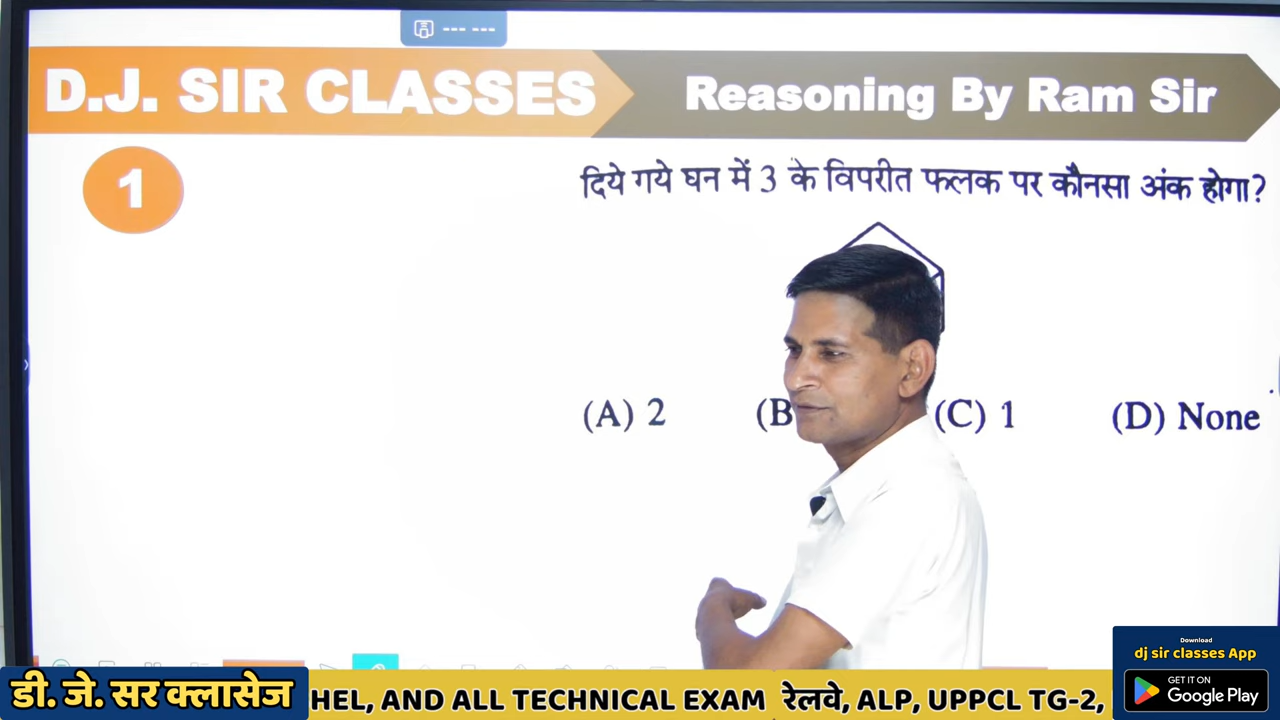 D.J. SIR CLASSES
Reasoning By Ram Sir
1
दिये गये घन में 3 के विपरीत फलक पर कौनसा अंक होगा?
(A) 2 (B (C) 1 (D) None
Download
dj sir classes App
GET IT ON
Google Play
डी. जे. सर क्लासेज
HEL, AND ALL TECHNICAL EXAM रेलवे, ALP, UPPCL TG-2,